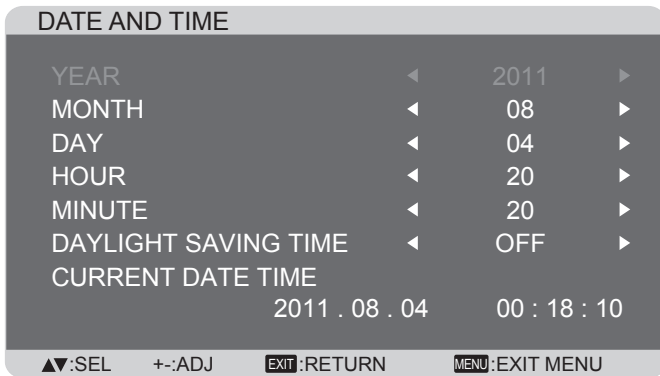 DATE AND TIME
YEAR ◀ 2011 ▶
MONTH ◀ 08 ▶
DAY ◀ 04 ▶
HOUR ◀ 20 ▶
MINUTE ◀ 20 ▶
DAYLIGHT SAVING TIME ◀ OFF ▶
CURRENT DATE TIME
2011 . 08 . 04 00 : 18 : 10
▲▼:SEL +-:ADJ EXIT:RETURN MENU:EXIT MENU